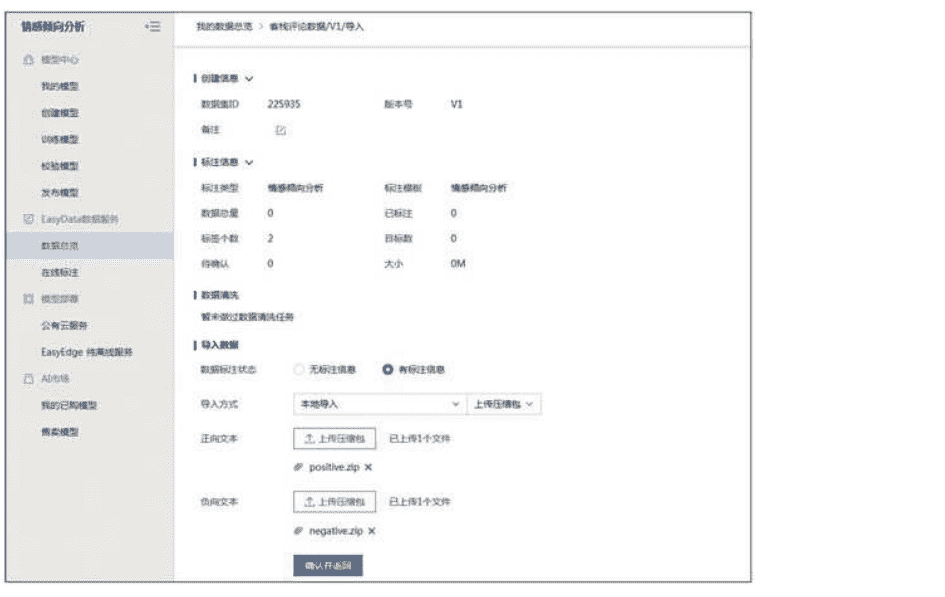 情感倾向分析
模型中心
我的模型
创建模型
训练模型
校验模型
发布模型
EasyData数据服务
数据总览
在线标注
模型部署
公有云服务
EasyEdge 纯离线服务
AI市场
我的已购模型
售卖模型
我的数据总览 > 客栈评论数据/V1/导入
创建信息
数据集ID 225935 版本号 V1
备注
标注信息
标注类型 情感倾向分析 标注模板 情感倾向分析
数据总量 0 已标注 0
标签个数 2 目标数 0
待确认 0 大小 0M
数据清洗
暂未做过数据清洗任务
导入数据
数据标注状态 无标注信息 有标注信息
导入方式 本地导入 上传压缩包
正向文本 上传压缩包 已上传1个文件
positive.zip
负向文本 上传压缩包 已上传1个文件
negative.zip
确认并返回